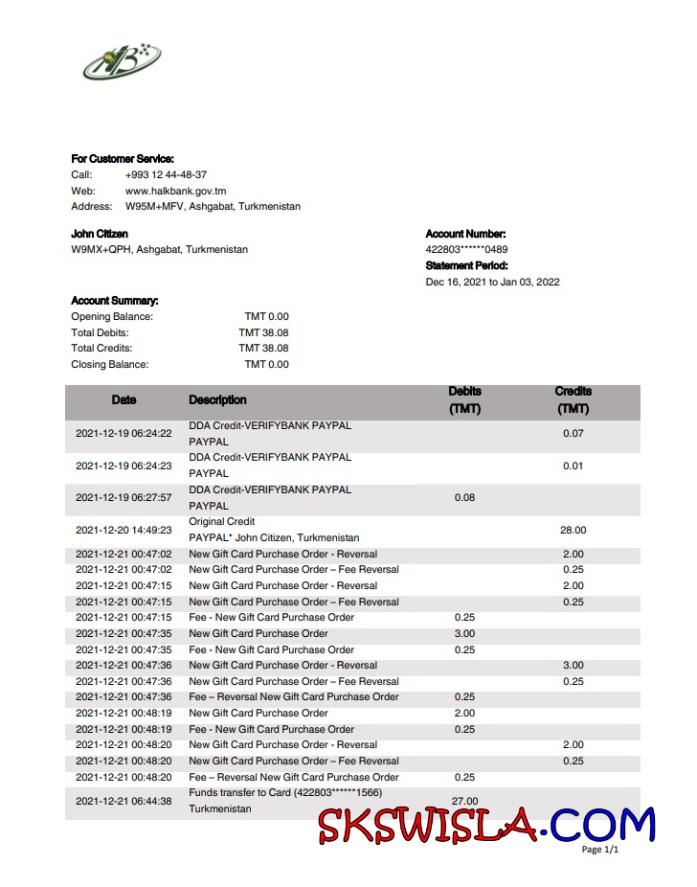 HB
For Customer Service:
Call: +993 12 44-48-37
Web: www.halkbank.gov.tm
Address: W95M+MFV, Ashgabat, Turkmenistan
John Citizen
W9MX+QPH, Ashgabat, Turkmenistan
Account Number:
422803******0489
Statement Period:
Dec 16, 2021 to Jan 03, 2022
Account Summary:
Opening Balance: TMT 0.00
Total Debits: TMT 38.08
Total Credits: TMT 38.08
Closing Balance: TMT 0.00
Date Description Debits (TMT) Credits (TMT)
2021-12-19 06:24:22 DDA Credit-VERIFYBANK PAYPAL 0.07
PAYPAL
2021-12-19 06:24:23 DDA Credit-VERIFYBANK PAYPAL 0.01
PAYPAL
2021-12-19 06:27:57 DDA Credit-VERIFYBANK PAYPAL 0.08
PAYPAL
2021-12-20 14:49:23 Original Credit 28.00
PAYPAL* John Citizen, Turkmenistan
2021-12-21 00:47:02 New Gift Card Purchase Order - Reversal 2.00
2021-12-21 00:47:02 New Gift Card Purchase Order – Fee Reversal 0.25
2021-12-21 00:47:15 New Gift Card Purchase Order - Reversal 2.00
2021-12-21 00:47:15 New Gift Card Purchase Order – Fee Reversal 0.25
2021-12-21 00:47:15 Fee - New Gift Card Purchase Order 0.25
2021-12-21 00:47:35 New Gift Card Purchase Order 3.00
2021-12-21 00:47:35 Fee - New Gift Card Purchase Order 0.25
2021-12-21 00:47:36 New Gift Card Purchase Order - Reversal 3.00
2021-12-21 00:47:36 New Gift Card Purchase Order – Fee Reversal 0.25
2021-12-21 00:47:36 Fee – Reversal New Gift Card Purchase Order 0.25
2021-12-21 00:48:19 New Gift Card Purchase Order 2.00
2021-12-21 00:48:19 Fee - New Gift Card Purchase Order 0.25
2021-12-21 00:48:20 New Gift Card Purchase Order - Reversal 2.00
2021-12-21 00:48:20 New Gift Card Purchase Order – Fee Reversal 0.25
2021-12-21 00:48:20 Fee – Reversal New Gift Card Purchase Order 0.25
2021-12-21 06:44:38 Funds transfer to Card (422803******1566) 27.00
Turkmenistan
SKSWISLA.COM
Page 1/1